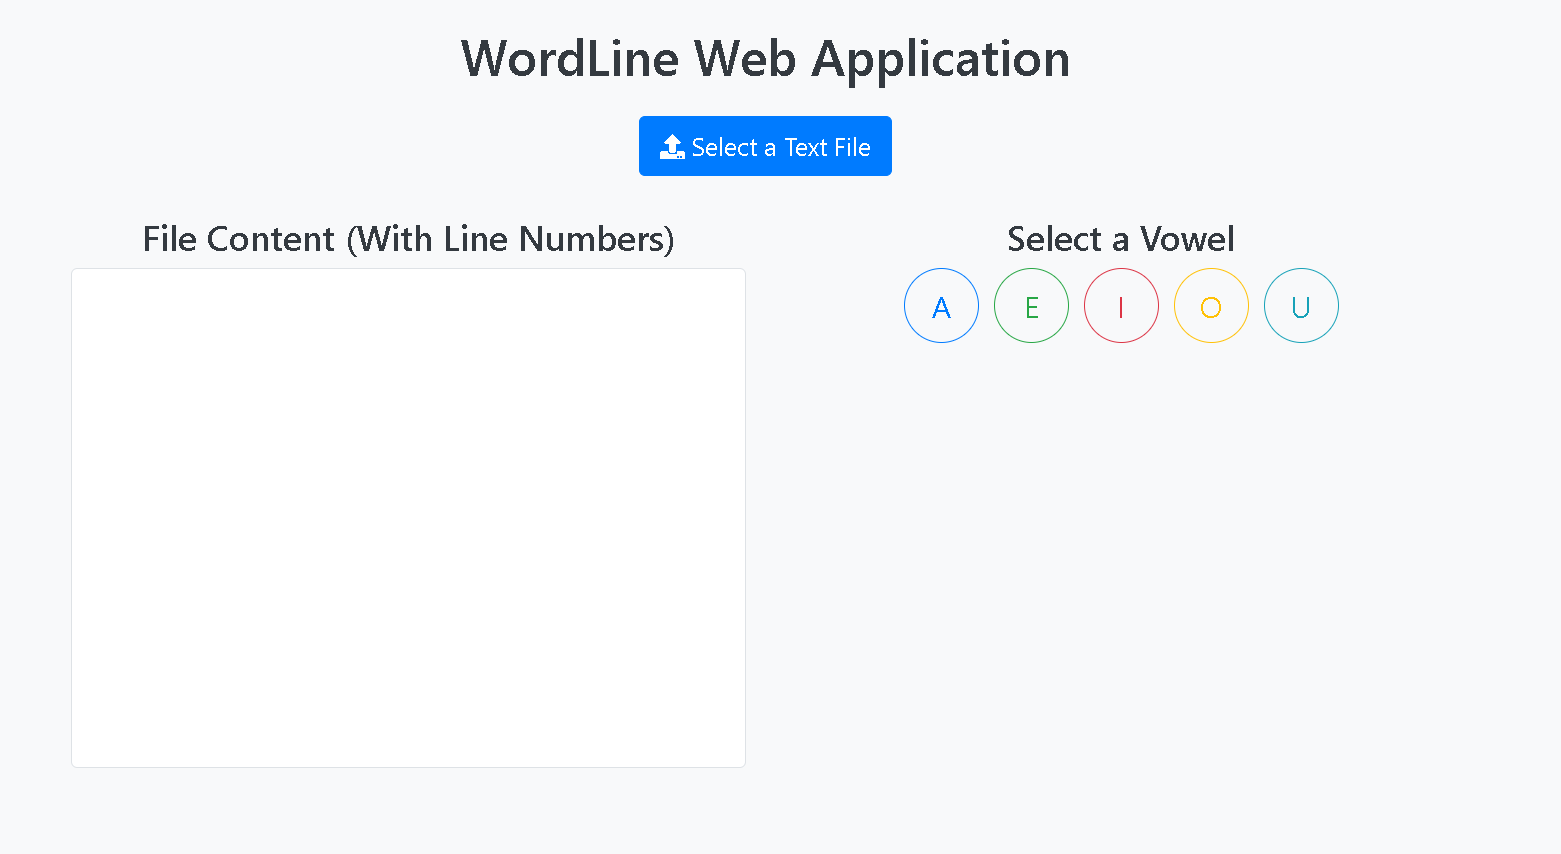 WordLine Web Application
Select a Text File
File Content (With Line Numbers)
Select a Vowel
A E I O U